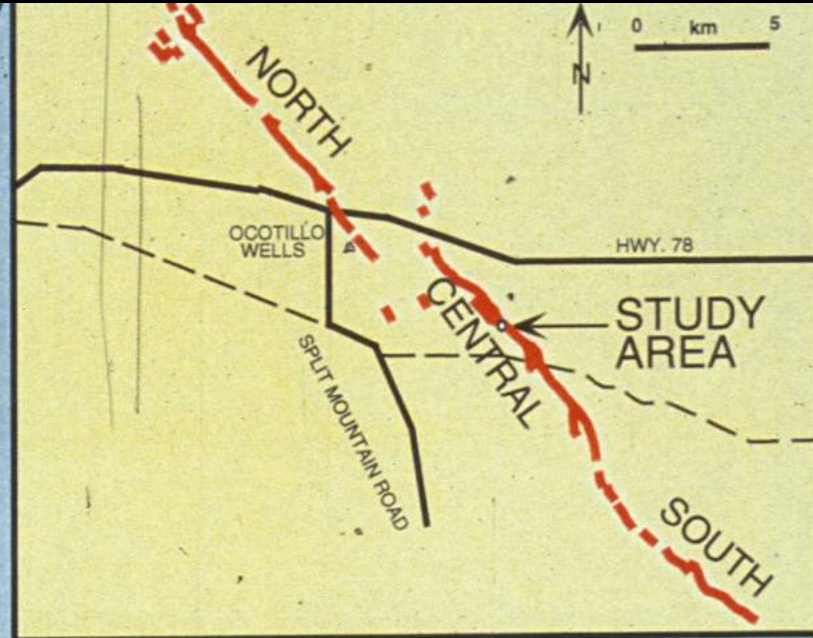 0 km 5
N
NORTH
OCOTILLO
WELLS
HWY. 78
CENTRAL
STUDY
AREA
SPLIT MOUNTAIN ROAD
SOUTH